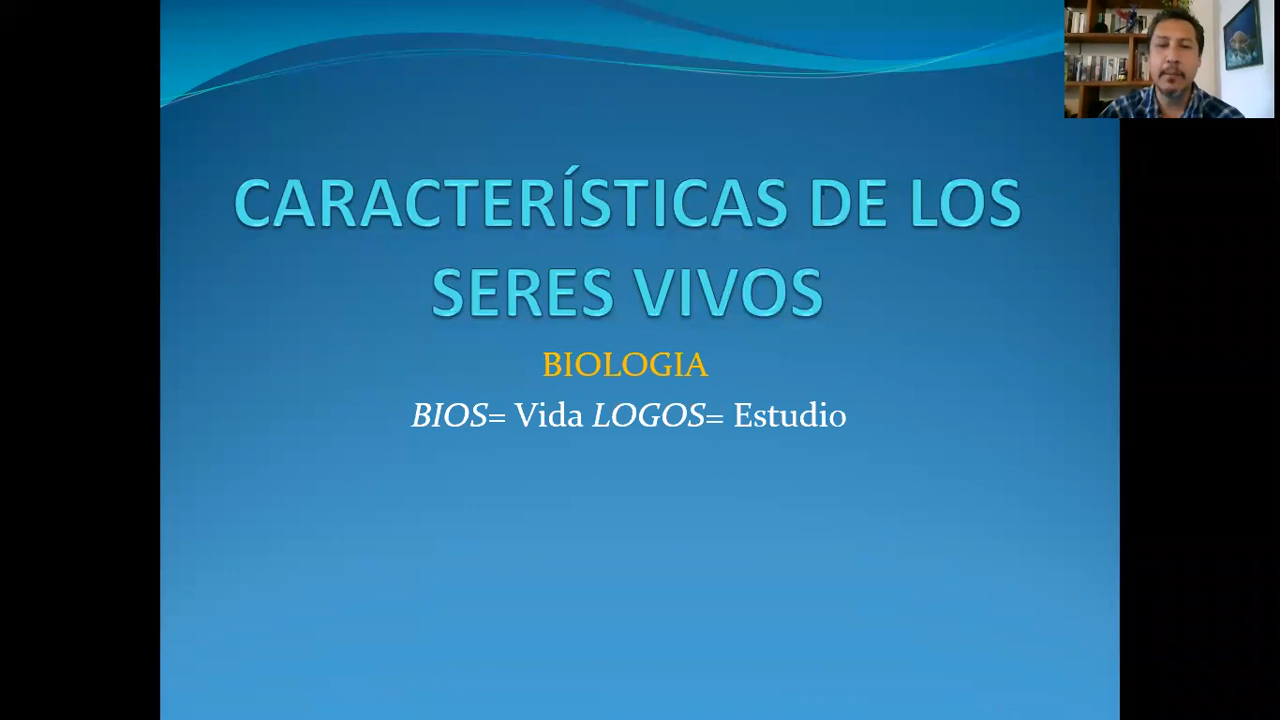 CARACTERÍSTICAS DE LOS
SERES VIVOS
BIOLOGIA
BIOS= Vida LOGOS= Estudio